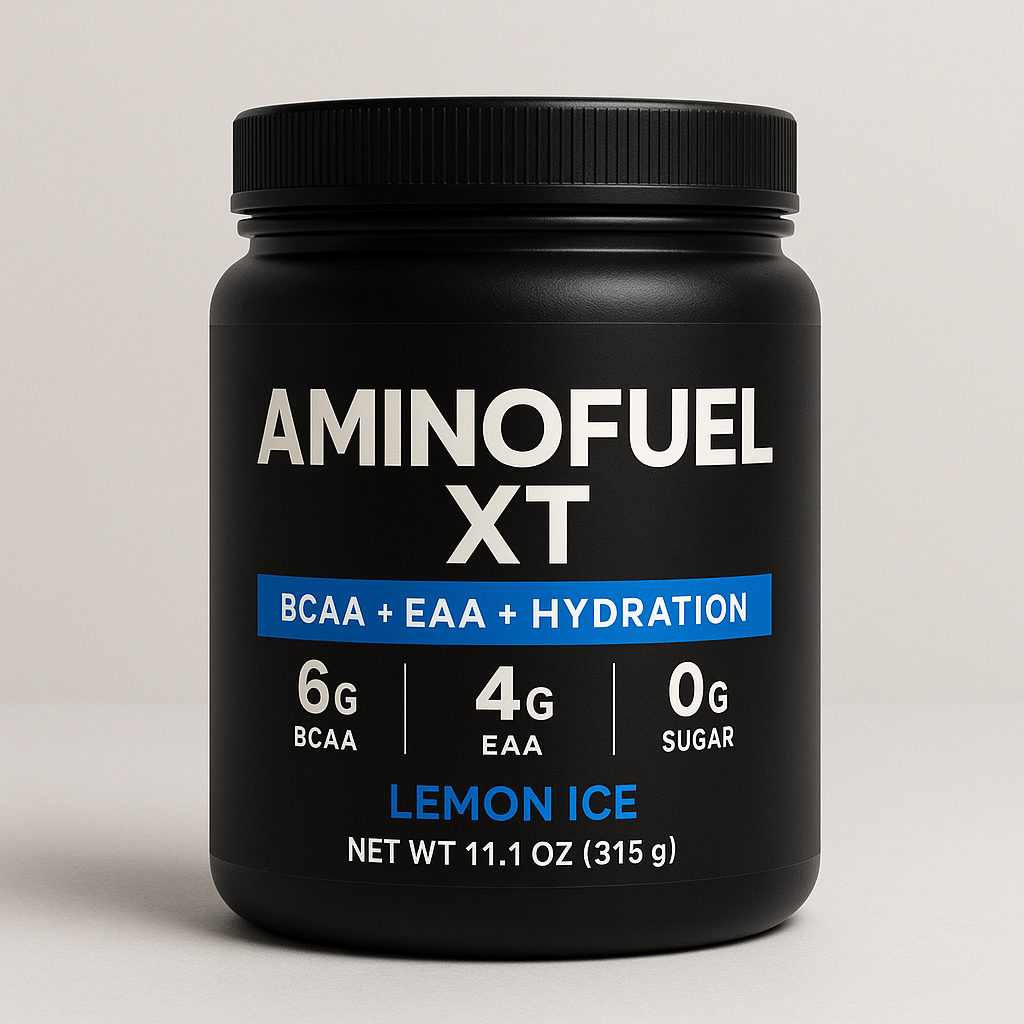 AMINOFUEL
XT
BCAA + EAA + HYDRATION
6G
BCAA
4G
EAA
0G
SUGAR
LEMON ICE
NET WT 11.1 OZ (315 g)